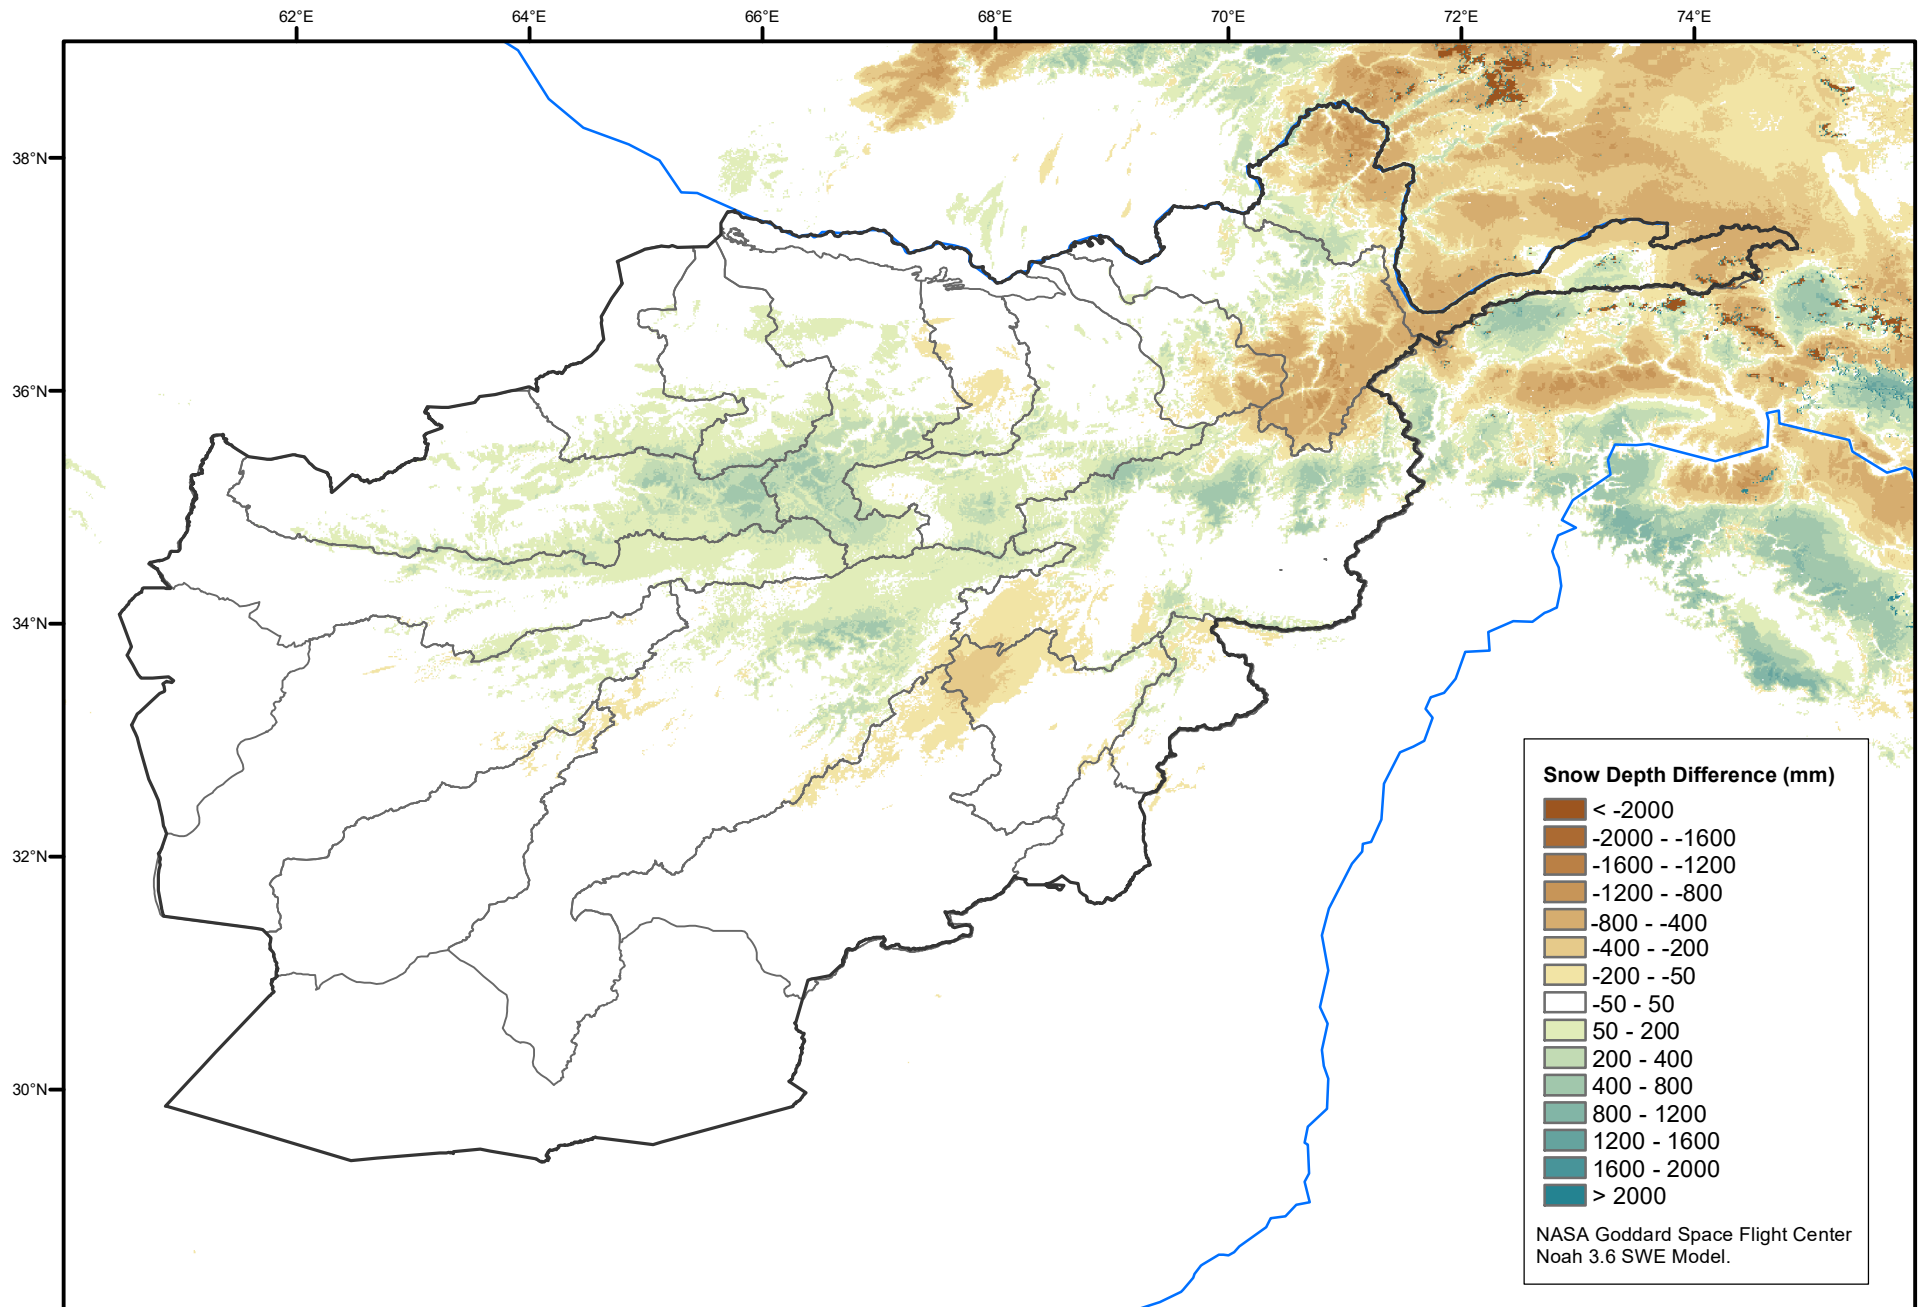 62°E 64°E 66°E 68°E 70°E 72°E 74°E
38°N
36°N
34°N
32°N
30°N
Snow Depth Difference (mm)
< -2000
-2000 - -1600
-1600 - -1200
-1200 - -800
-800 - -400
-400 - -200
-200 - -50
-50 - 50
50 - 200
200 - 400
400 - 800
800 - 1200
1200 - 1600
1600 - 2000
> 2000
NASA Goddard Space Flight Center
Noah 3.6 SWE Model.